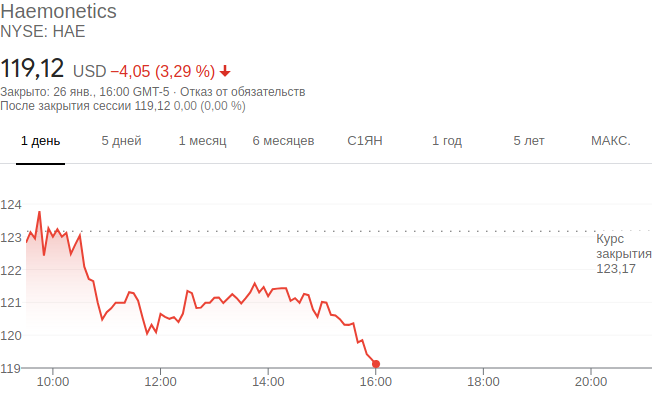 Haemonetics
NYSE: HAE
119,12 USD −4,05 (3,29 %)
Закрыто: 26 янв., 16:00 GMT-5 · Отказ от обязательств
После закрытия сессии 119,12 0,00 (0,00 %)
1 день 5 дней 1 месяц 6 месяцев С1ЯН 1 год 5 лет МАКС.
124
123
122
121
120
119
Курс
закрытия
123,17
10:00 12:00 14:00 16:00 18:00 20:00